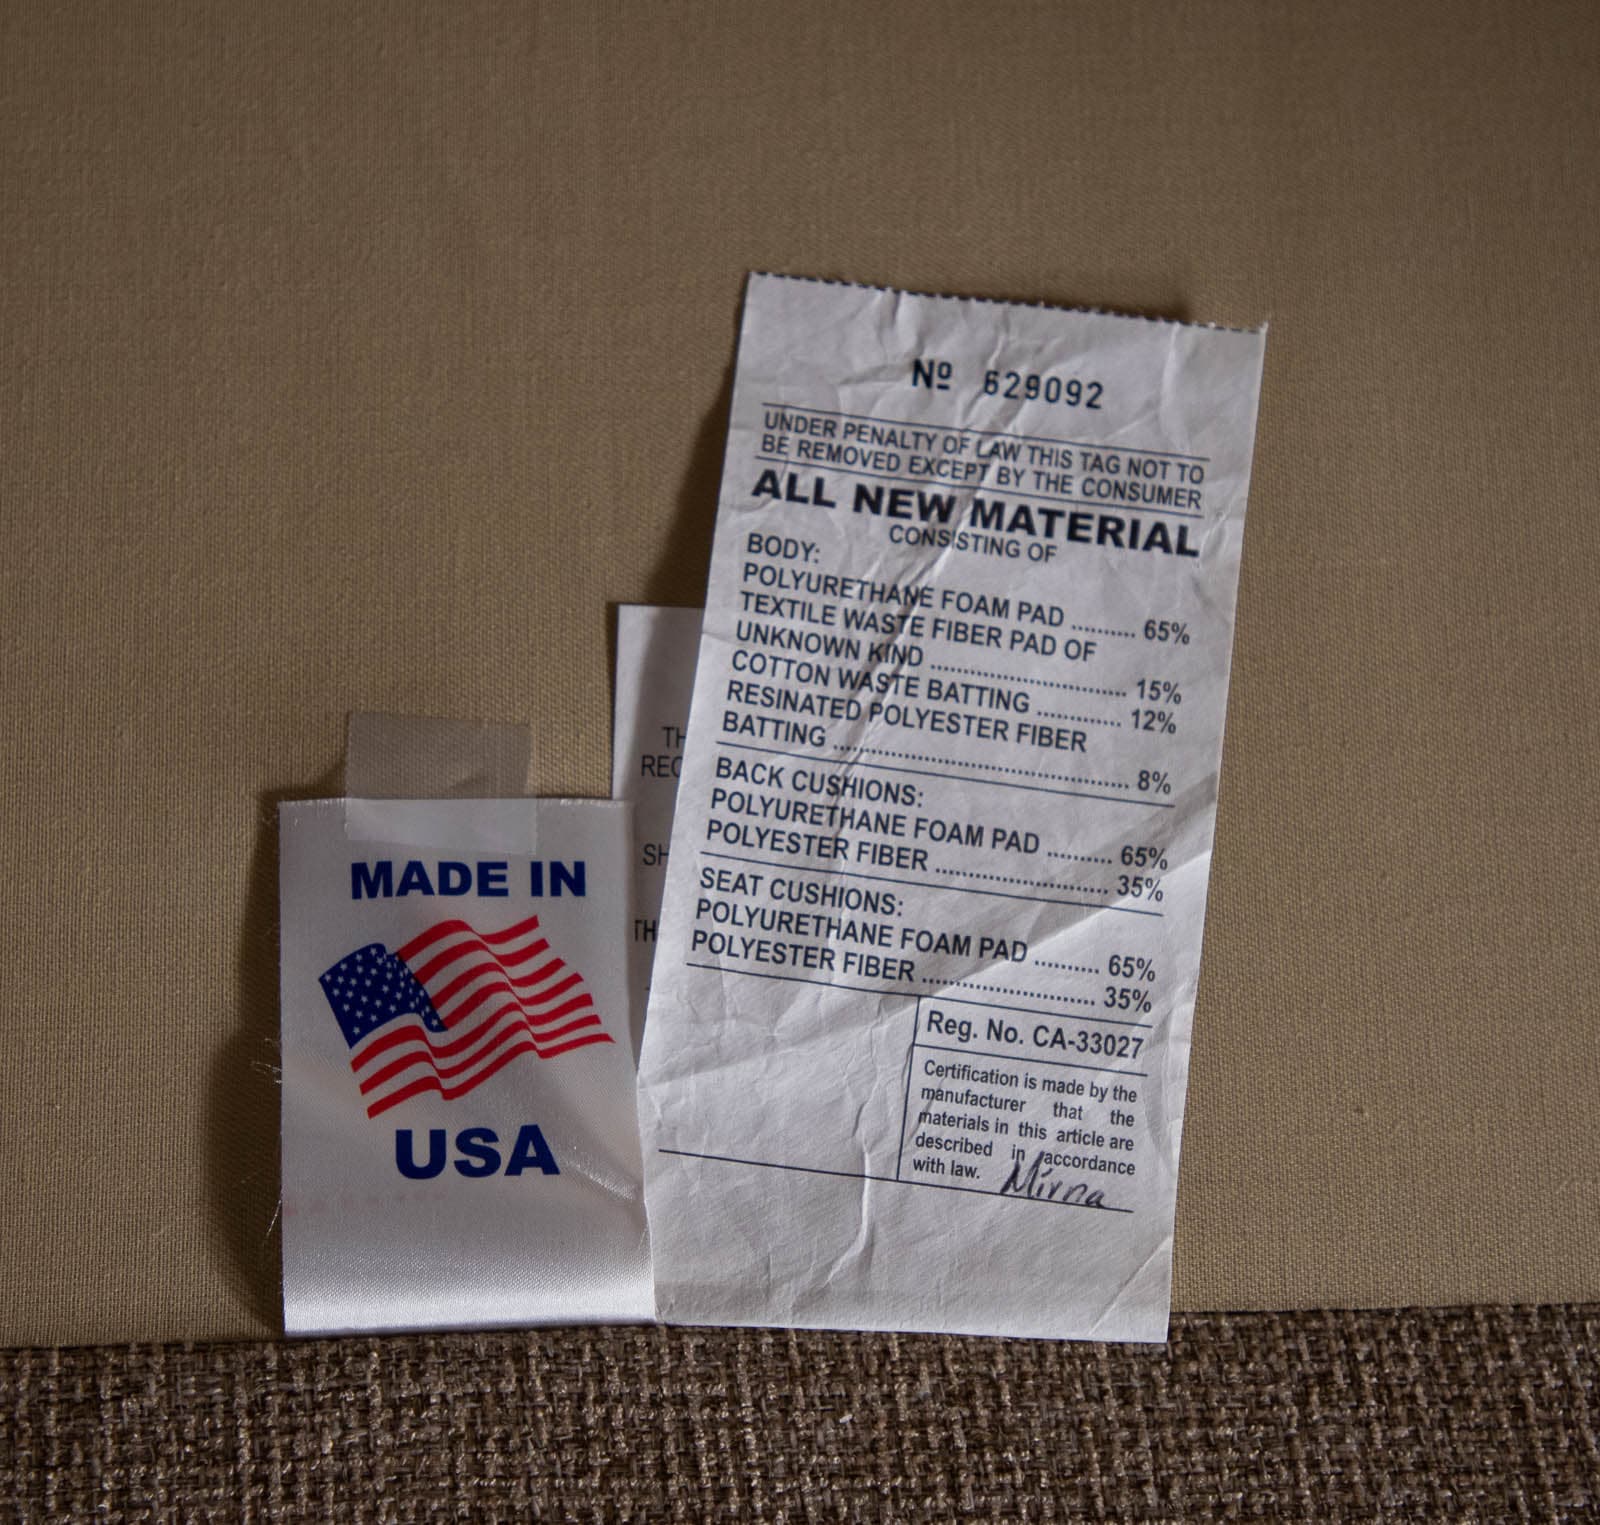 Nº 629092
UNDER PENALTY OF LAW THIS TAG NOT TO
BE REMOVED EXCEPT BY THE CONSUMER
ALL NEW MATERIAL
CONSISTING OF
BODY:
POLYURETHANE FOAM PAD .......... 65%
TEXTILE WASTE FIBER PAD OF
UNKNOWN KIND ............................ 15%
COTTON WASTE BATTING ............ 12%
RESINATED POLYESTER FIBER
BATTING .......................................... 8%
BACK CUSHIONS:
POLYURETHANE FOAM PAD .......... 65%
POLYESTER FIBER ......................... 35%
SEAT CUSHIONS:
POLYURETHANE FOAM PAD .......... 65%
POLYESTER FIBER ......................... 35%
Reg. No. CA-33027
Certification is made by the
manufacturer that the
materials in this article are
described in accordance
with law. Mirna
TH
REC
SH
TH
MADE IN
USA